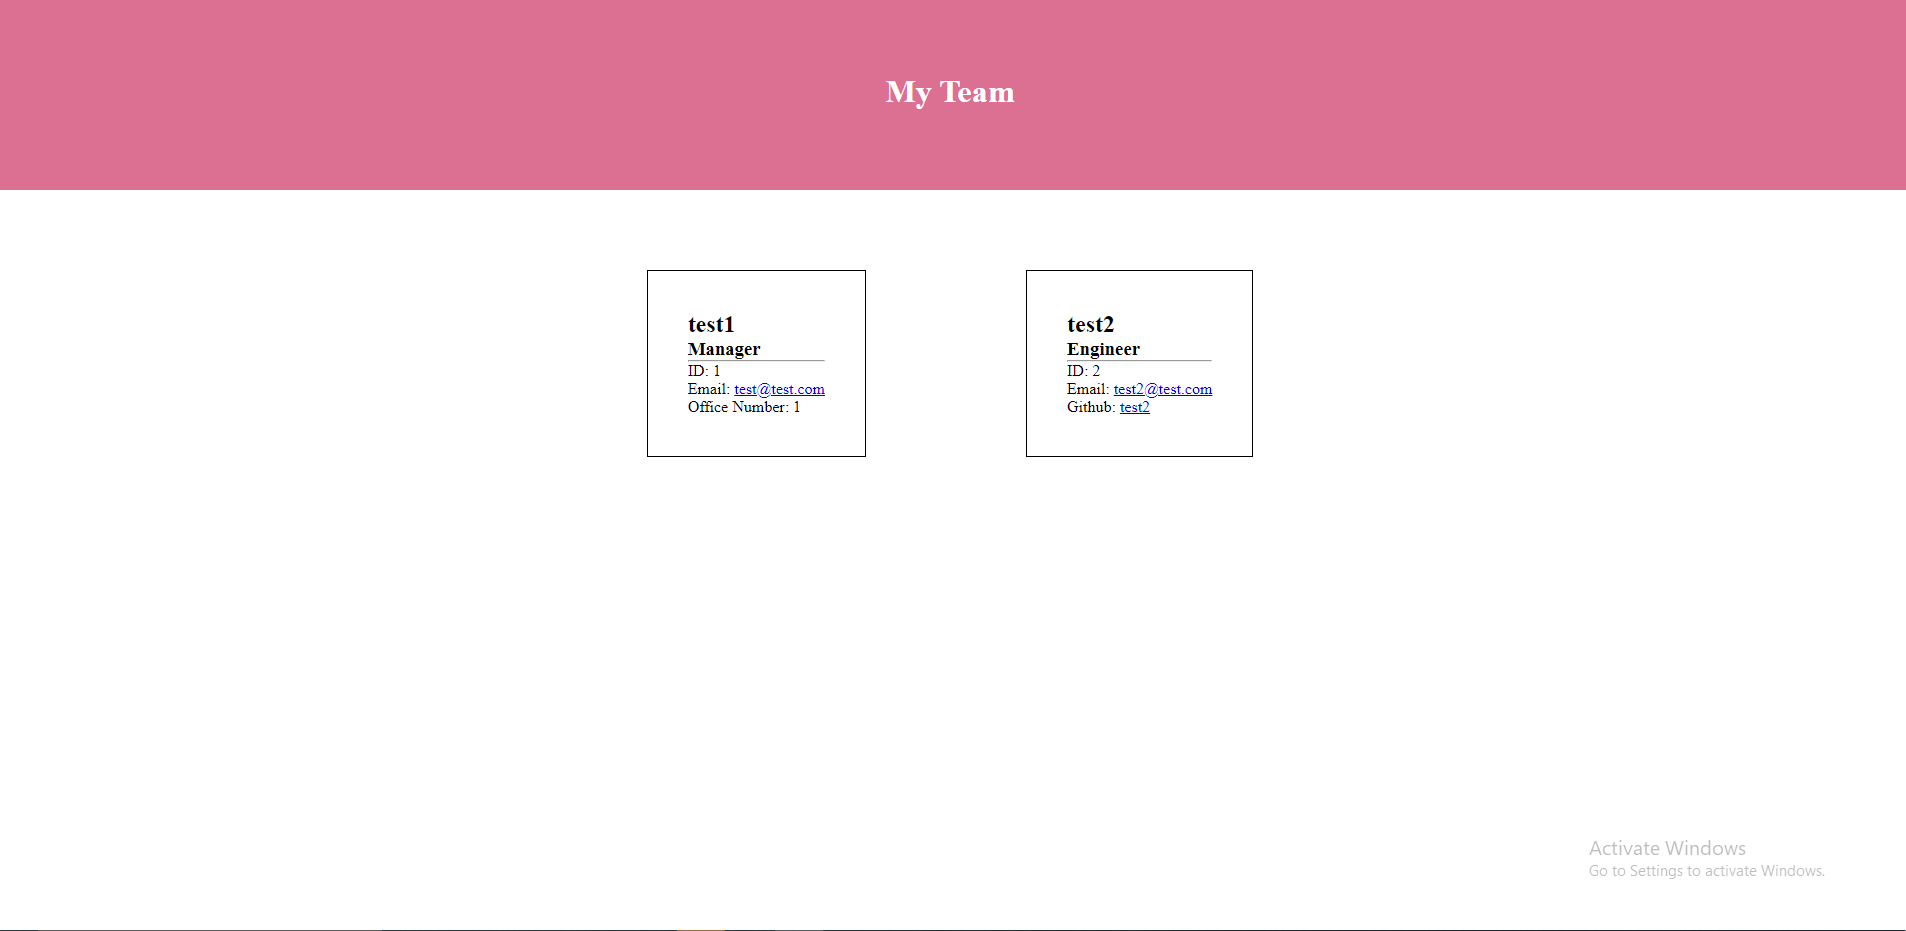 My Team
test1
Manager
ID: 1
Email: test@test.com
Office Number: 1
test2
Engineer
ID: 2
Email: test2@test.com
Github: test2
Activate Windows
Go to Settings to activate Windows.